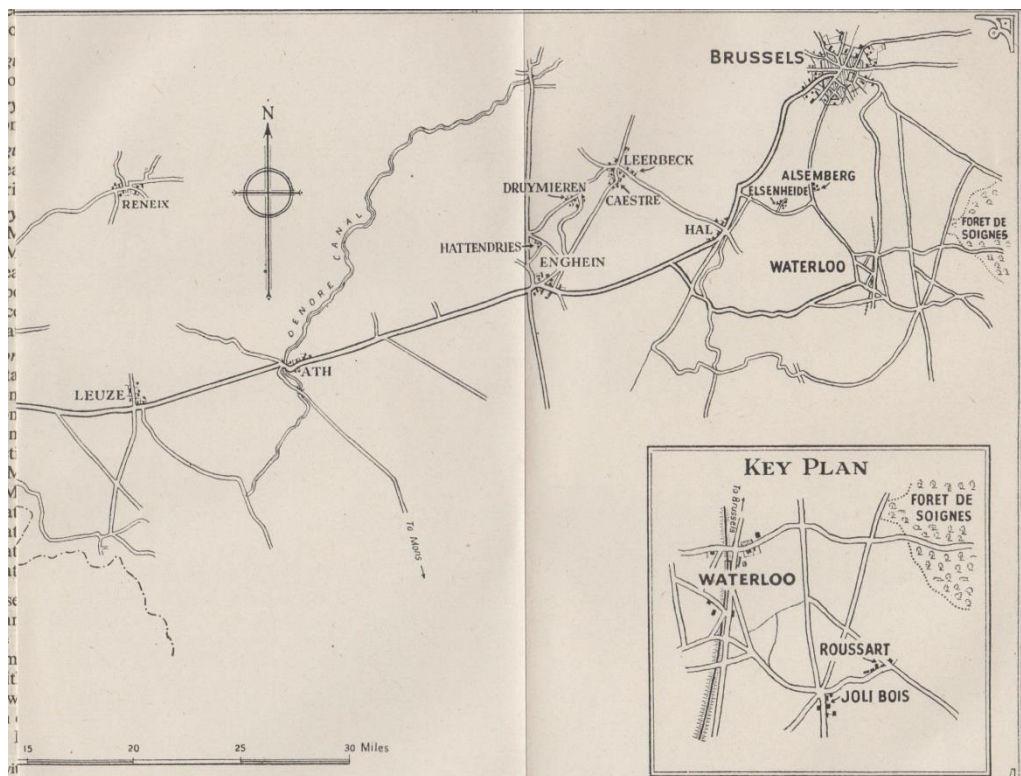 BRUSSELS
N
RENEIX
LEERBECK
DRUYMIEREN
CAESTRE
ALSEMBERG
ELSENHEIDE
HATTENDRIES
HAL
FORET DE
SOIGNES
ENGHEIN
WATERLOO
DENDRE CANAL
ATH
LEUZE
To Mons
KEY PLAN
To Brussels
FORET DE
SOIGNES
WATERLOO
ROUSSART
JOLI BOIS
15 20 25 30 Miles